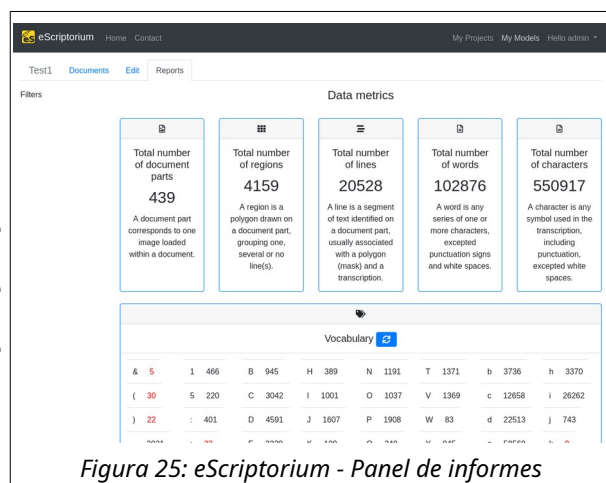 eScriptorium Home Contact My Projects My Models Hello admin
Test1 Documents Edit Reports
Filters
Data metrics
Total number of document parts
439
A document part corresponds to one image loaded within a document.
Total number of regions
4159
A region is a polygon drawn on a document part, grouping one, several or no line(s).
Total number of lines
20528
A line is a segment of text identified on a document part, usually associated with a polygon (mask) and a transcription.
Total number of words
102876
A word is any series of one or more characters, excepted punctuation signs and white spaces.
Total number of characters
550917
A character is any symbol used in the transcription, including punctuation, excepted white spaces.
Vocabulary
& 5 1 466 B 945 H 389 N 1191 T 1371 b 3736 h 3370
( 30 5 220 C 3042 I 1001 O 1037 V 1369 c 12658 i 26262
) 22 : 401 D 4591 J 1607 P 1908 W 83 d 22513 j 743
Figura 25: eScriptorium - Panel de informes